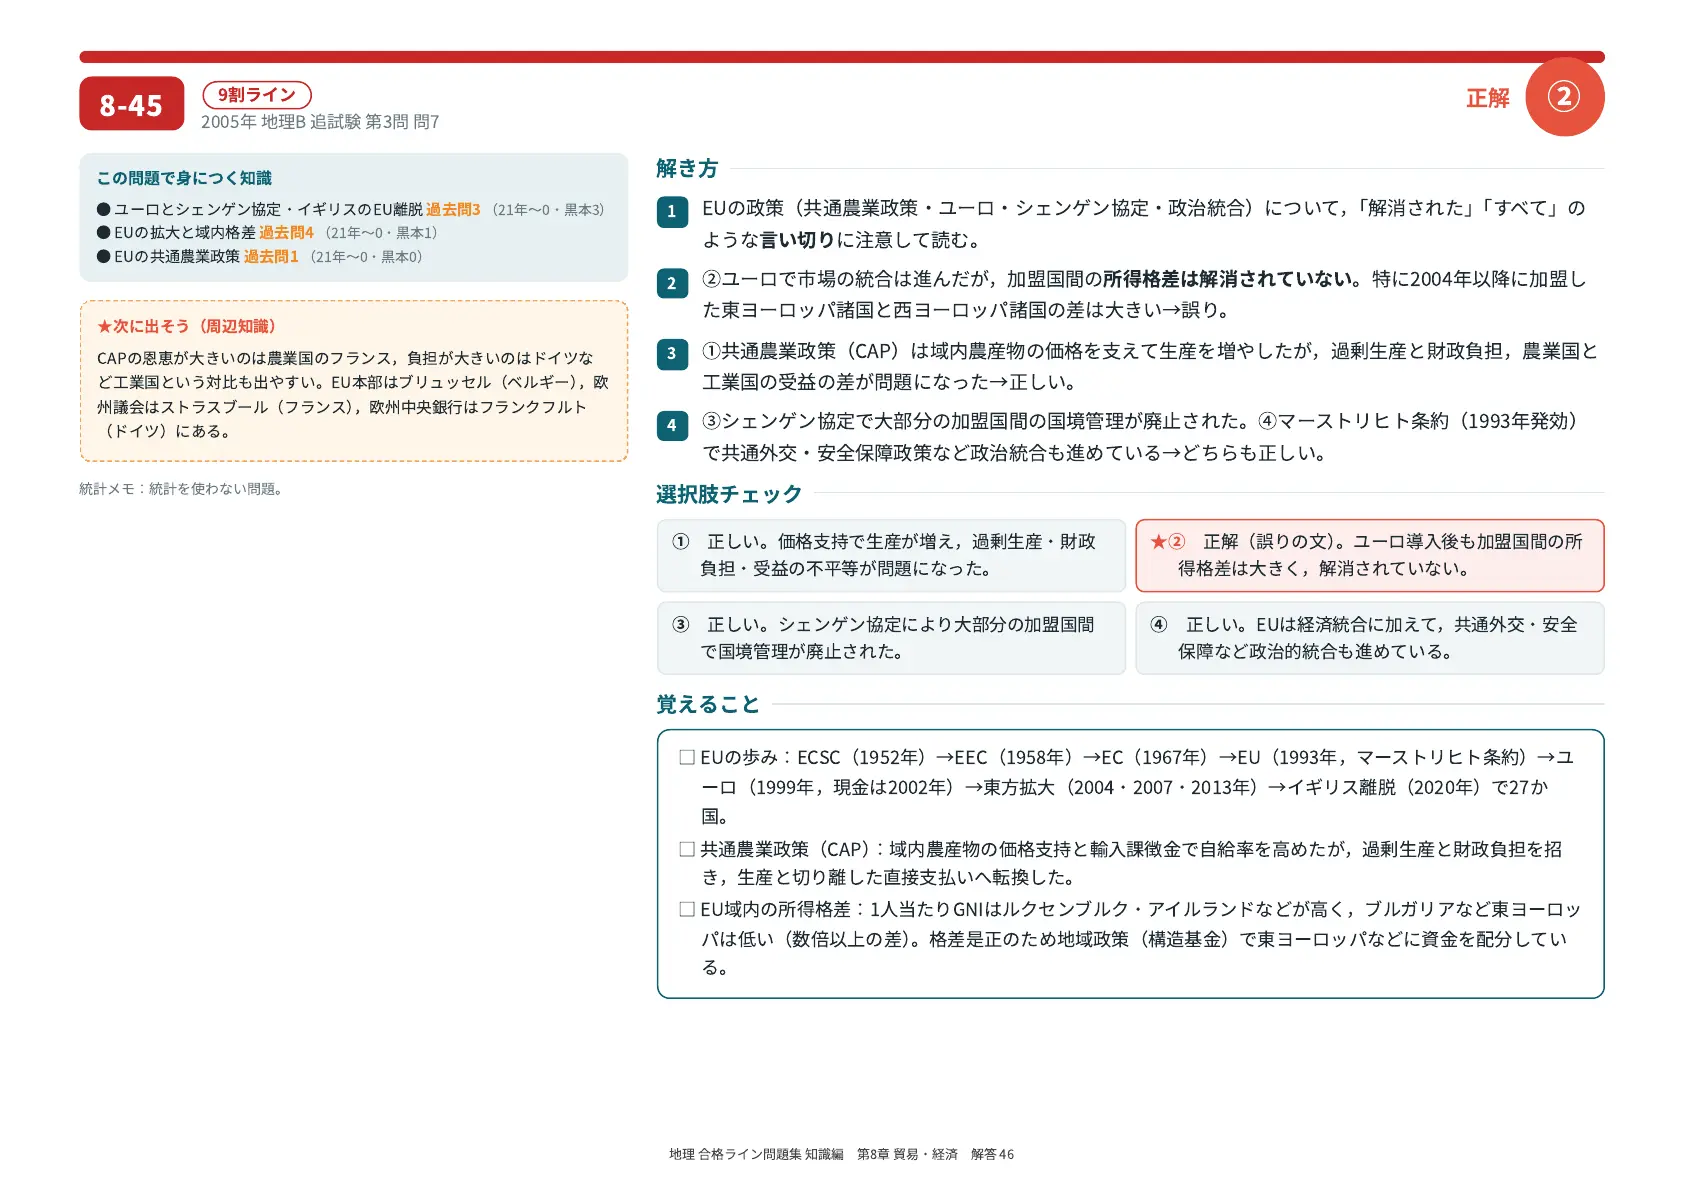 8-45
9割ライン
2005年 地理B 追試験 第3問 問7
正解 ②
この問題で身につく知識
●ユーロとシェンゲン協定・イギリスのEU離脱 過去問3 （21年〜0・黒本3）
●EUの拡大と域内格差 過去問4 （21年〜0・黒本1）
●EUの共通農業政策 過去問1 （21年〜0・黒本0）
★次に出そう（周辺知識）
CAPの恩恵が大きいのは農業国のフランス，負担が大きいのはドイツな
ど工業国という対比も出やすい。EU本部はブリュッセル（ベルギー），欧
州議会はストラスブール（フランス），欧州中央銀行はフランクフルト
（ドイツ）にある。
統計メモ：統計を使わない問題。
解き方
1 EUの政策（共通農業政策・ユーロ・シェンゲン協定・政治統合）について，「解消された」「すべて」の
ような言い切りに注意して読む。
2 ②ユーロで市場の統合は進んだが，加盟国間の所得格差は解消されていない。特に2004年以降に加盟し
た東ヨーロッパ諸国と西ヨーロッパ諸国の差は大きい→誤り。
3 ①共通農業政策（CAP）は域内農産物の価格を支えて生産を増やしたが，過剰生産と財政負担，農業国と
工業国の受益の差が問題になった→正しい。
4 ③シェンゲン協定で大部分の加盟国間の国境管理が廃止された。④マーストリヒト条約（1993年発効）
で共通外交・安全保障政策など政治統合も進めている→どちらも正しい。
選択肢チェック
① 正しい。価格支持で生産が増え，過剰生産・財政
負担・受益の不平等が問題になった。
★② 正解（誤りの文）。ユーロ導入後も加盟国間の所
得格差は大きく，解消されていない。
③ 正しい。シェンゲン協定により大部分の加盟国間
で国境管理が廃止された。
④ 正しい。EUは経済統合に加えて，共通外交・安全
保障など政治的統合も進めている。
覚えること
□ EUの歩み：ECSC（1952年）→EEC（1958年）→EC（1967年）→EU（1993年，マーストリヒト条約）→ユ
ーロ（1999年，現金は2002年）→東方拡大（2004・2007・2013年）→イギリス離脱（2020年）で27か
国。
□ 共通農業政策（CAP）：域内農産物の価格支持と輸入課徴金で自給率を高めたが，過剰生産と財政負担を招
き，生産と切り離した直接支払いへ転換した。
□ EU域内の所得格差：1人当たりGNIはルクセンブルク・アイルランドなどが高く，ブルガリアなど東ヨーロッ
パは低い（数倍以上の差）。格差是正のため地域政策（構造基金）で東ヨーロッパなどに資金を配分してい
る。
地理 合格ライン問題集 知識編 第8章 貿易・経済 解答46